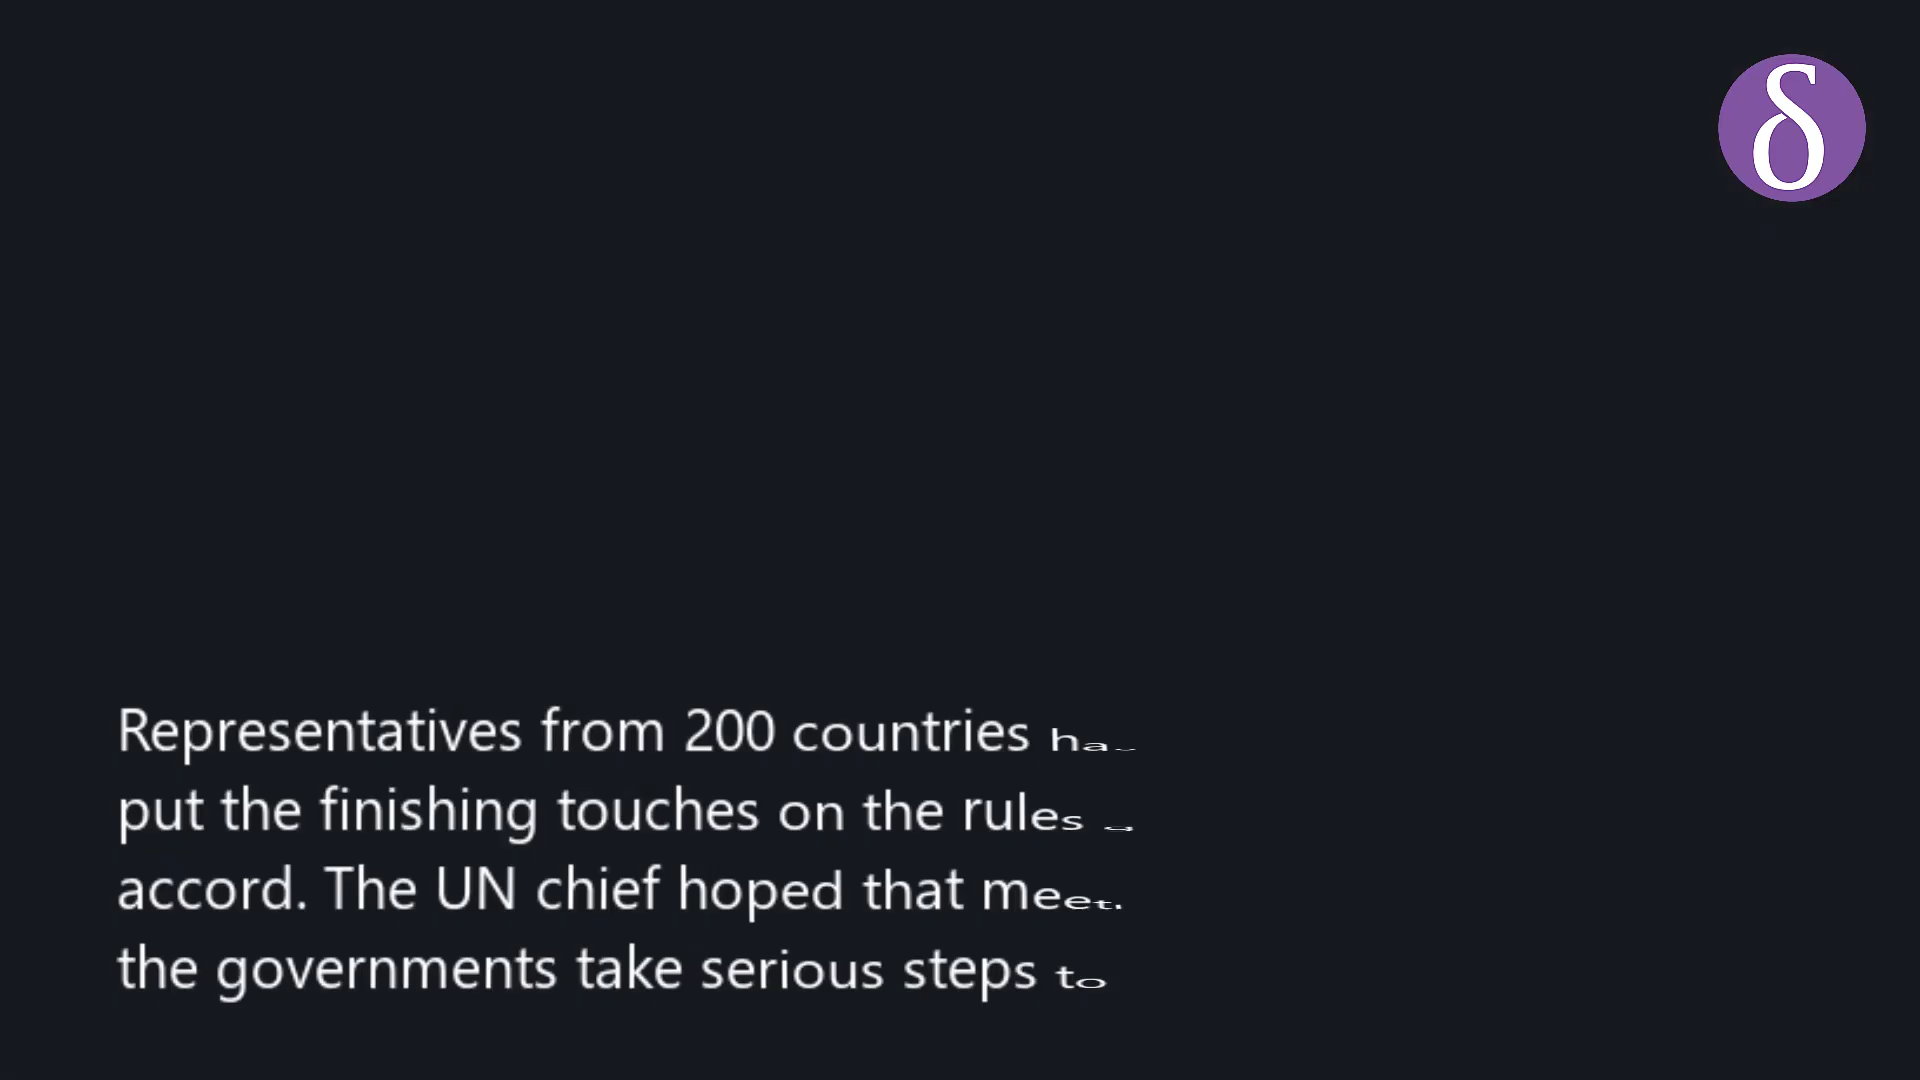 δ
Representatives from 200 countries
put the finishing touches on the rules
accord. The UN chief hoped that
the governments take serious steps to